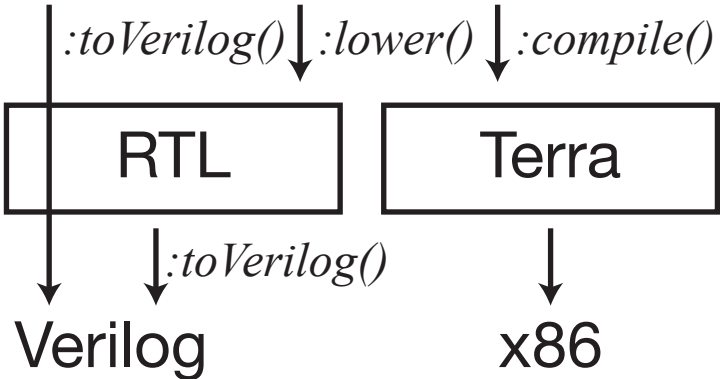 :toVerilog() :lower() :compile()
RTL Terra
:toVerilog()
Verilog x86